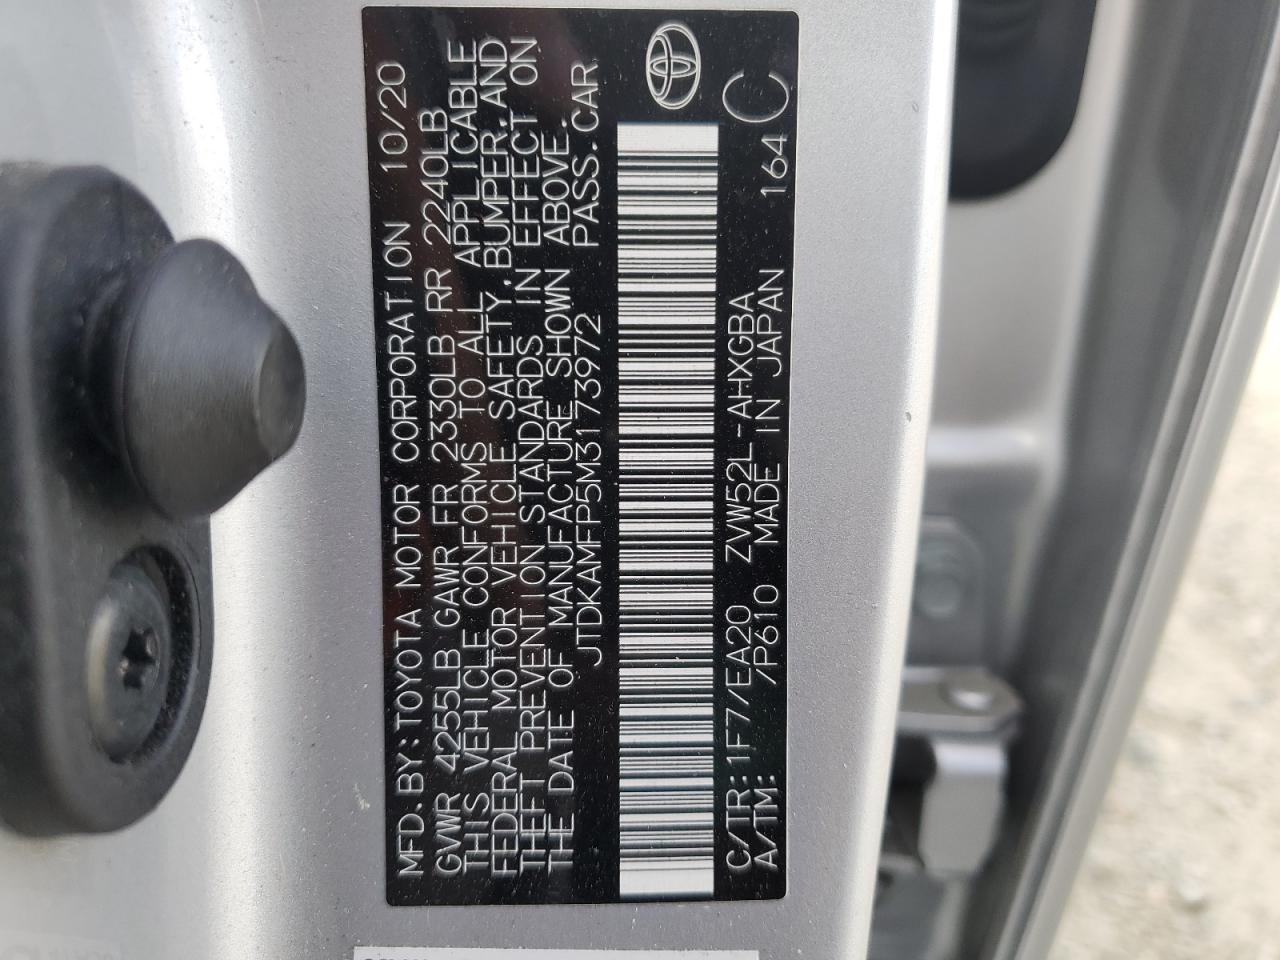 MFD.BY:TOYOTA MOTOR CORPORATION 10/20
GVWR 4255LB GAWR FR 2330LB RR 2240LB
THIS VEHICLE CONFORMS TO ALL APPLICABLE
FEDERAL MOTOR VEHICLE SAFETY,BUMPER,AND
THEFT PREVENTION STANDARDS IN EFFECT ON
THE DATE OF MANUFACTURE SHOWN ABOVE.
JTDKAMFP5M3173972 PASS.CAR
C/TR:1F7/EA20 ZVW52L-AHXGBA C
A/TM: /P610 MADE IN JAPAN 164